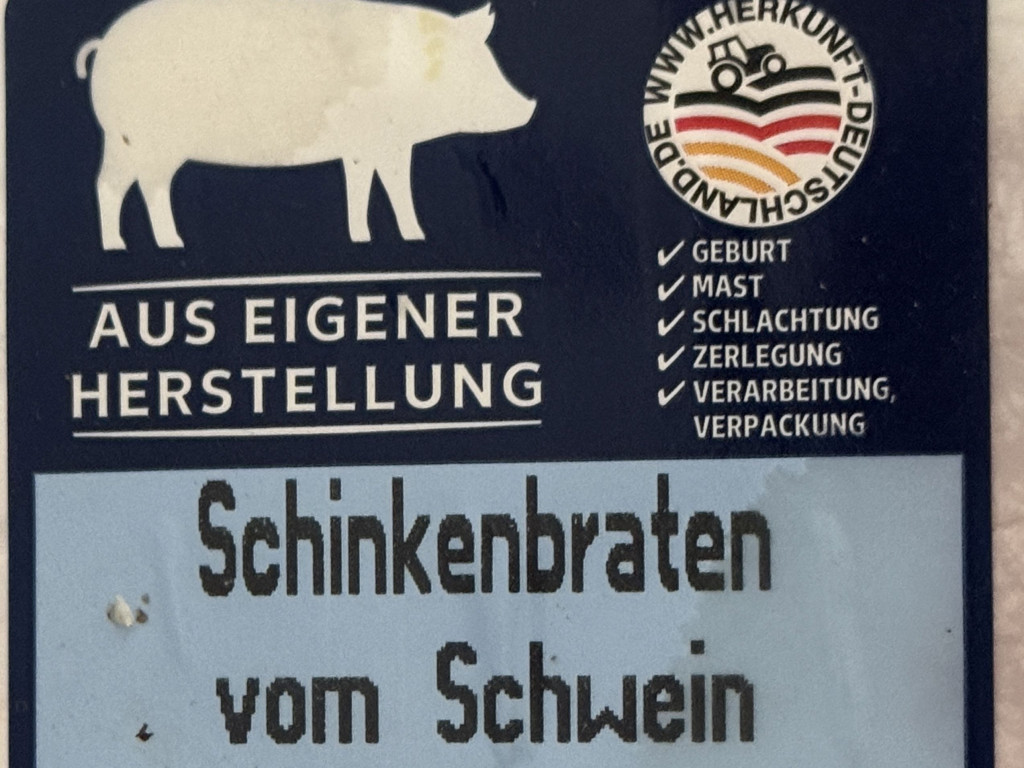 WWW.HERKUNFT-DEUTSCHLAND.DE
AUS EIGENER
HERSTELLUNG
✓ GEBURT
✓ MAST
✓ SCHLACHTUNG
✓ ZERLEGUNG
✓ VERARBEITUNG,
VERPACKUNG
Schinkenbraten
vom Schwein